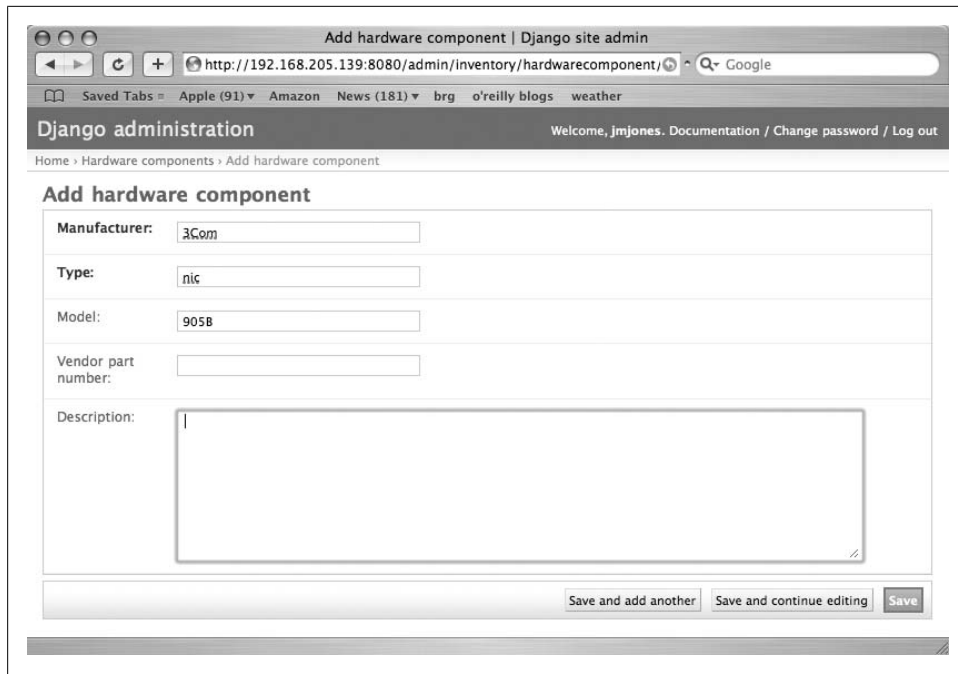 Add hardware component | Django site admin
http://192.168.205.139:8080/admin/inventory/hardwarecomponent/
Google
Saved Tabs Apple (91) Amazon News (181) brg o'reilly blogs weather
Django administration
Welcome, jmjones. Documentation / Change password / Log out
Home › Hardware components › Add hardware component
Add hardware component
Manufacturer: 3Com
Type: nic
Model: 905B
Vendor part
number:
Description:
Save and add another Save and continue editing Save